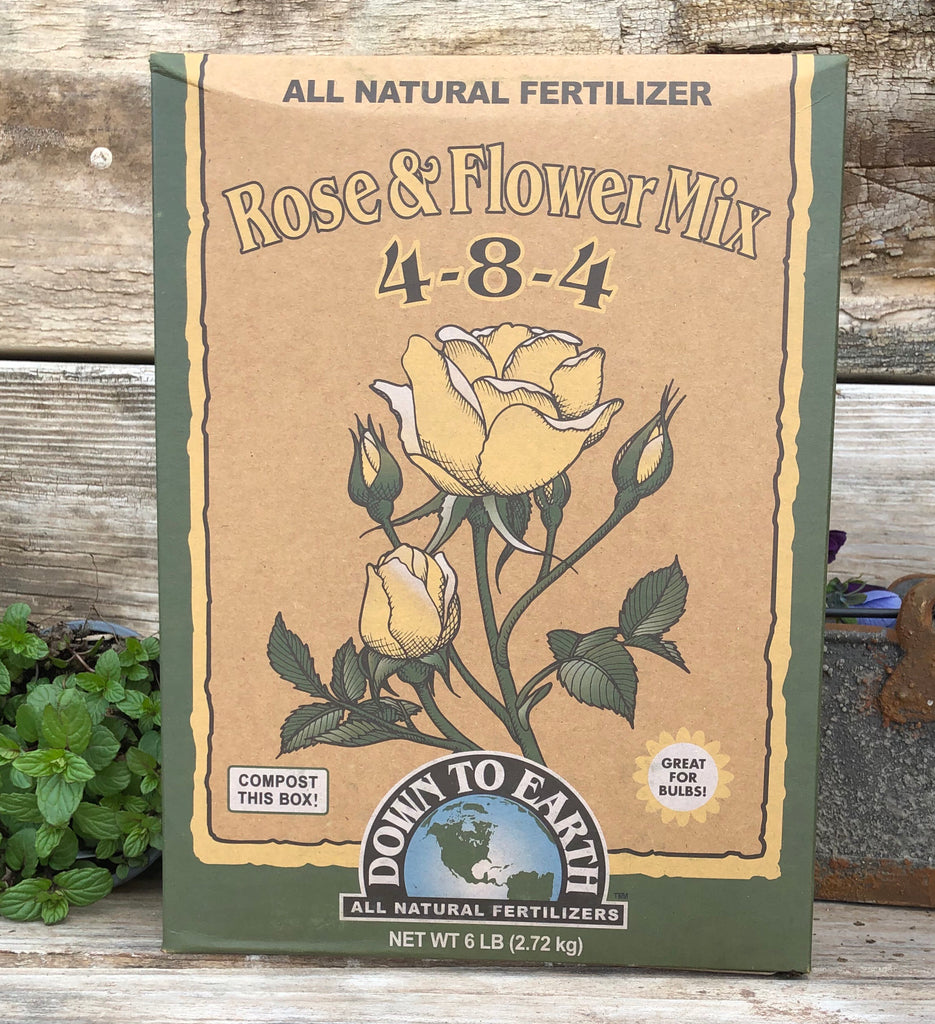 ALL NATURAL FERTILIZER
Rose & Flower Mix
4-8-4
COMPOST
THIS BOX!
GREAT
FOR
BULBS!
DOWN TO EARTH
TM
ALL NATURAL FERTILIZERS
NET WT 6 LB (2.72 kg)